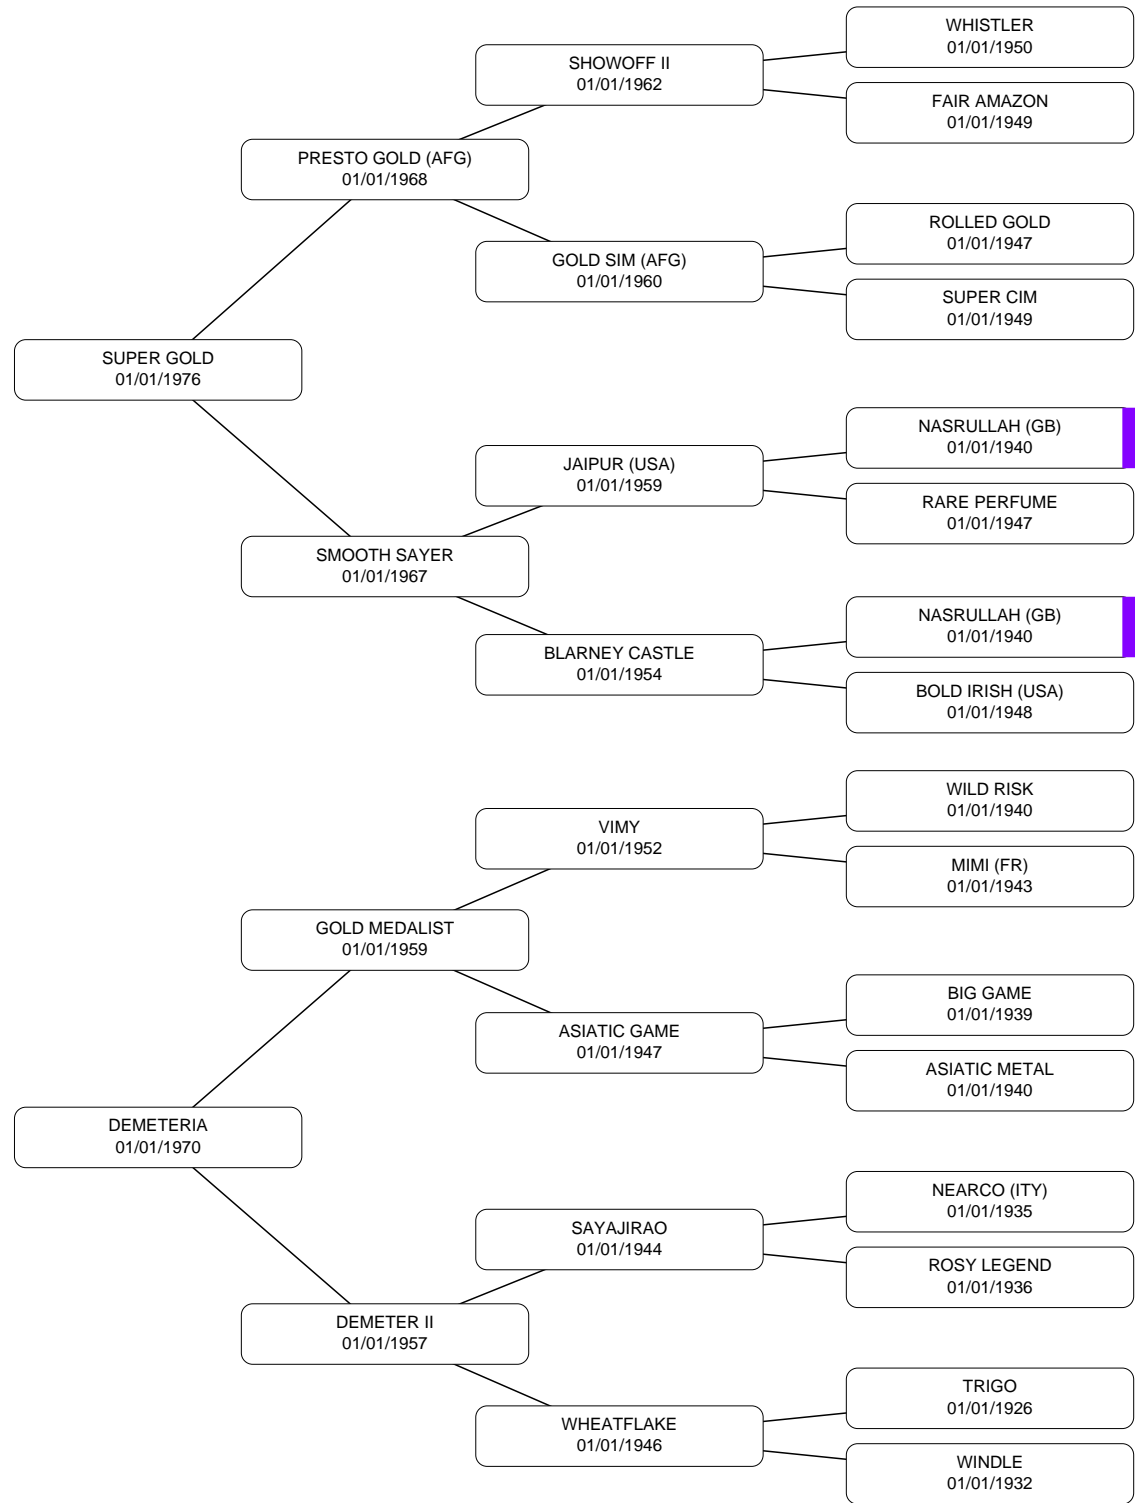 WHISTLER
01/01/1950
SHOWOFF II
01/01/1962
FAIR AMAZON
01/01/1949
PRESTO GOLD (AFG)
01/01/1968
ROLLED GOLD
01/01/1947
GOLD SIM (AFG)
01/01/1960
SUPER CIM
01/01/1949
SUPER GOLD
01/01/1976
NASRULLAH (GB)
01/01/1940
JAIPUR (USA)
01/01/1959
RARE PERFUME
01/01/1947
SMOOTH SAYER
01/01/1967
NASRULLAH (GB)
01/01/1940
BLARNEY CASTLE
01/01/1954
BOLD IRISH (USA)
01/01/1948
WILD RISK
01/01/1940
VIMY
01/01/1952
MIMI (FR)
01/01/1943
GOLD MEDALIST
01/01/1959
BIG GAME
01/01/1939
ASIATIC GAME
01/01/1947
ASIATIC METAL
01/01/1940
DEMETERIA
01/01/1970
NEARCO (ITY)
01/01/1935
SAYAJIRAO
01/01/1944
ROSY LEGEND
01/01/1936
DEMETER II
01/01/1957
TRIGO
01/01/1926
WHEATFLAKE
01/01/1946
WINDLE
01/01/1932